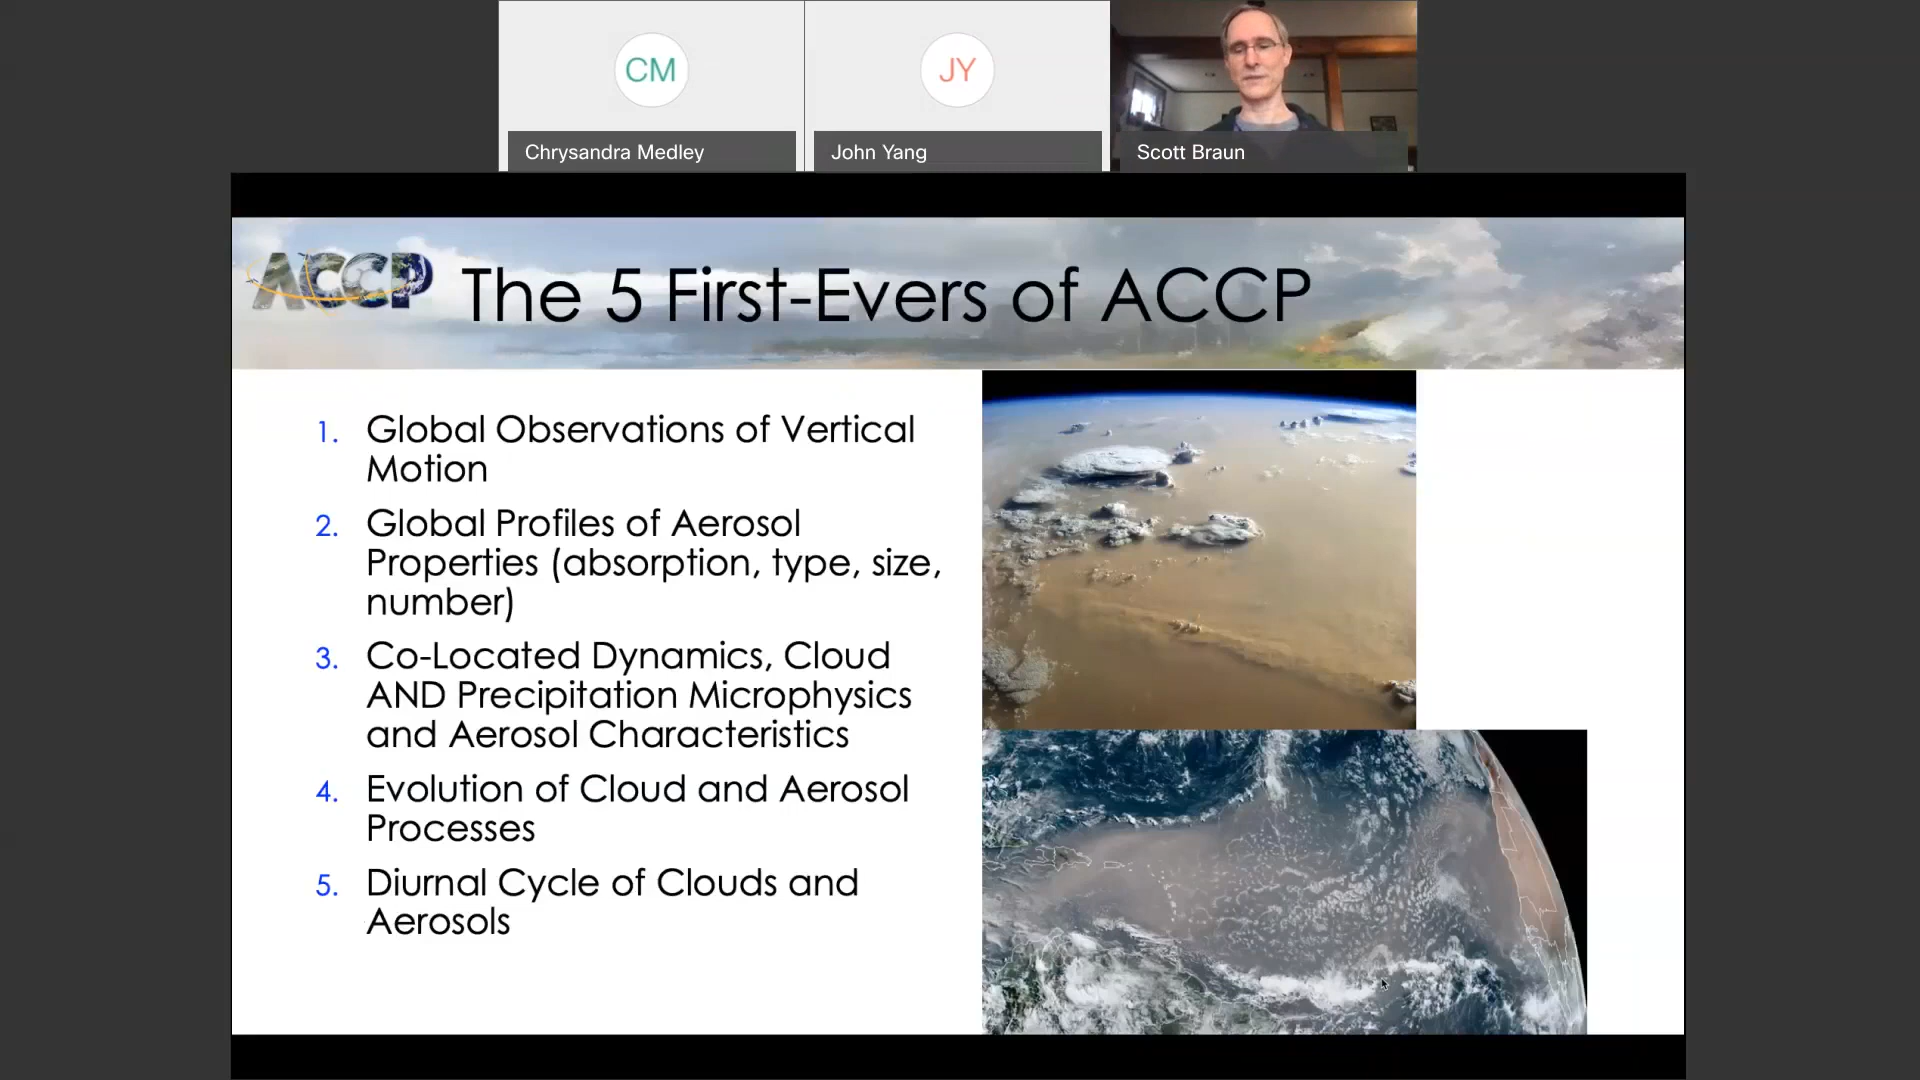 CM
JY
Chrysandra Medley
John Yang
Scott Braun
ACCP
The 5 First-Evers of ACCP
1. Global Observations of Vertical
Motion
2. Global Profiles of Aerosol
Properties (absorption, type, size,
number)
3. Co-Located Dynamics, Cloud
AND Precipitation Microphysics
and Aerosol Characteristics
4. Evolution of Cloud and Aerosol
Processes
5. Diurnal Cycle of Clouds and
Aerosols